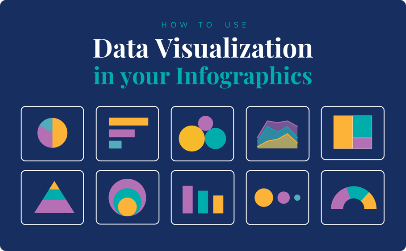 HOW TO USE
Data Visualization
in your Infographics